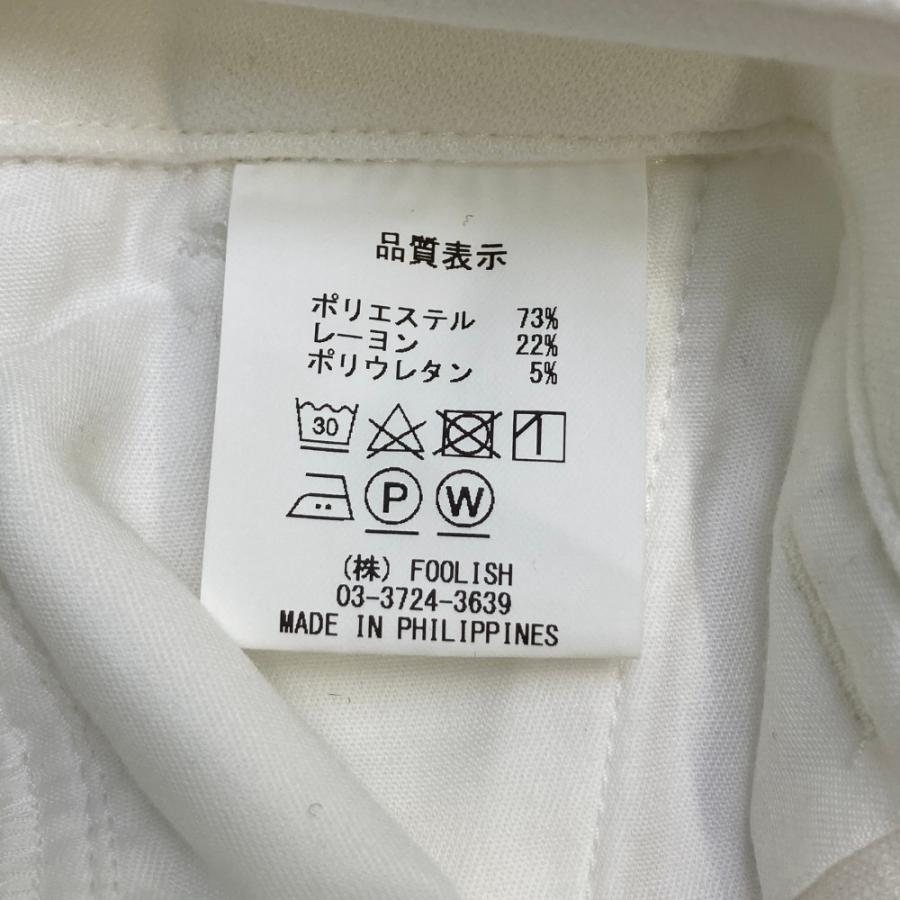 品質表示
ポリエステル 73%
レーヨン 22%
ポリウレタン 5%
30
P W
(株) FOOLISH
03-3724-3639
MADE IN PHILIPPINES